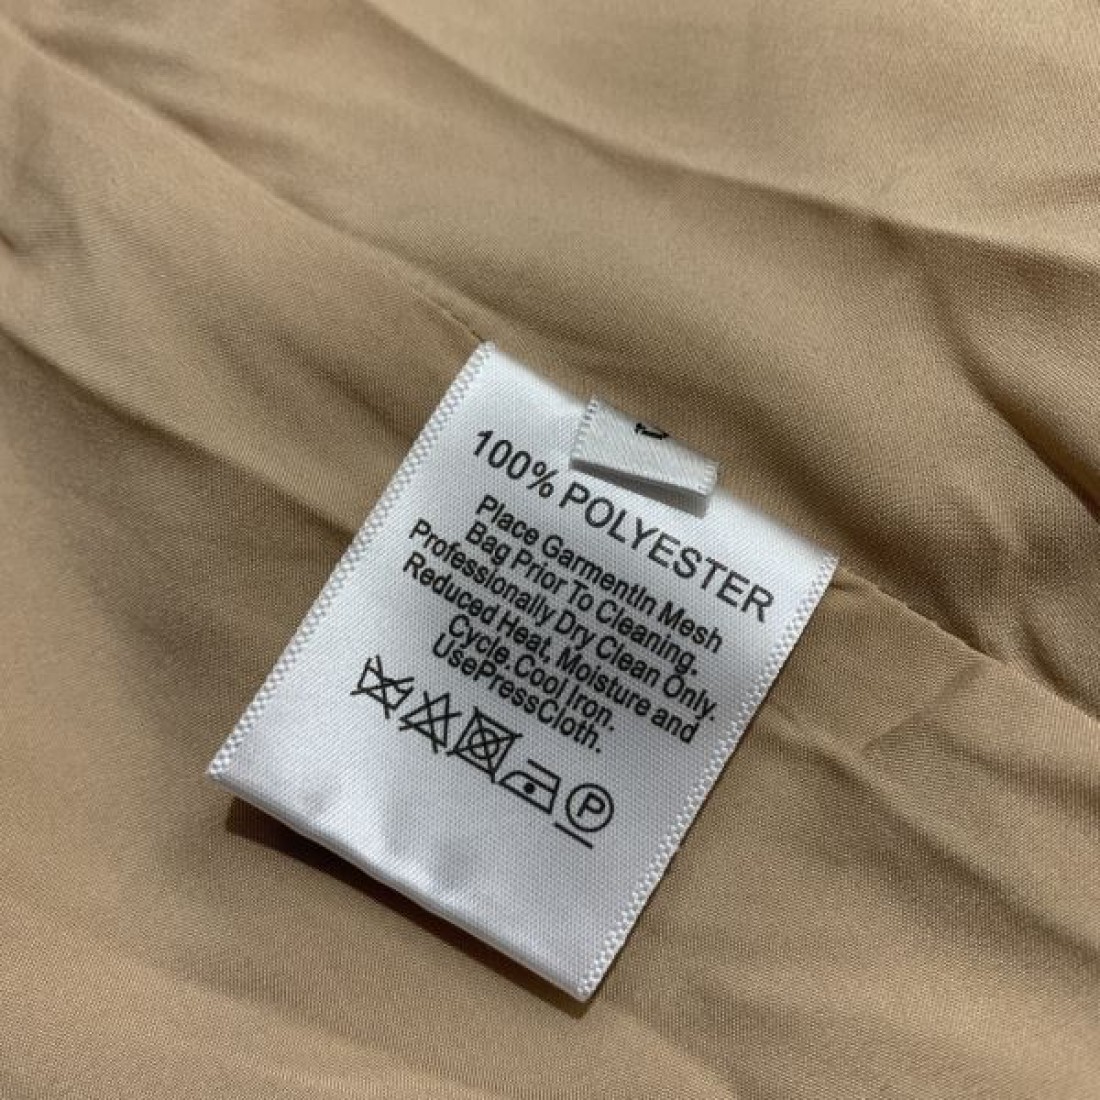 100% POLYESTER
Place GarmentIn Mesh
Bag Prior To Cleaning.
Professionally Dry Clean Only.
Reduced Heat, Moisture and
Cycle.Cool Iron.
UsePressCloth.
P